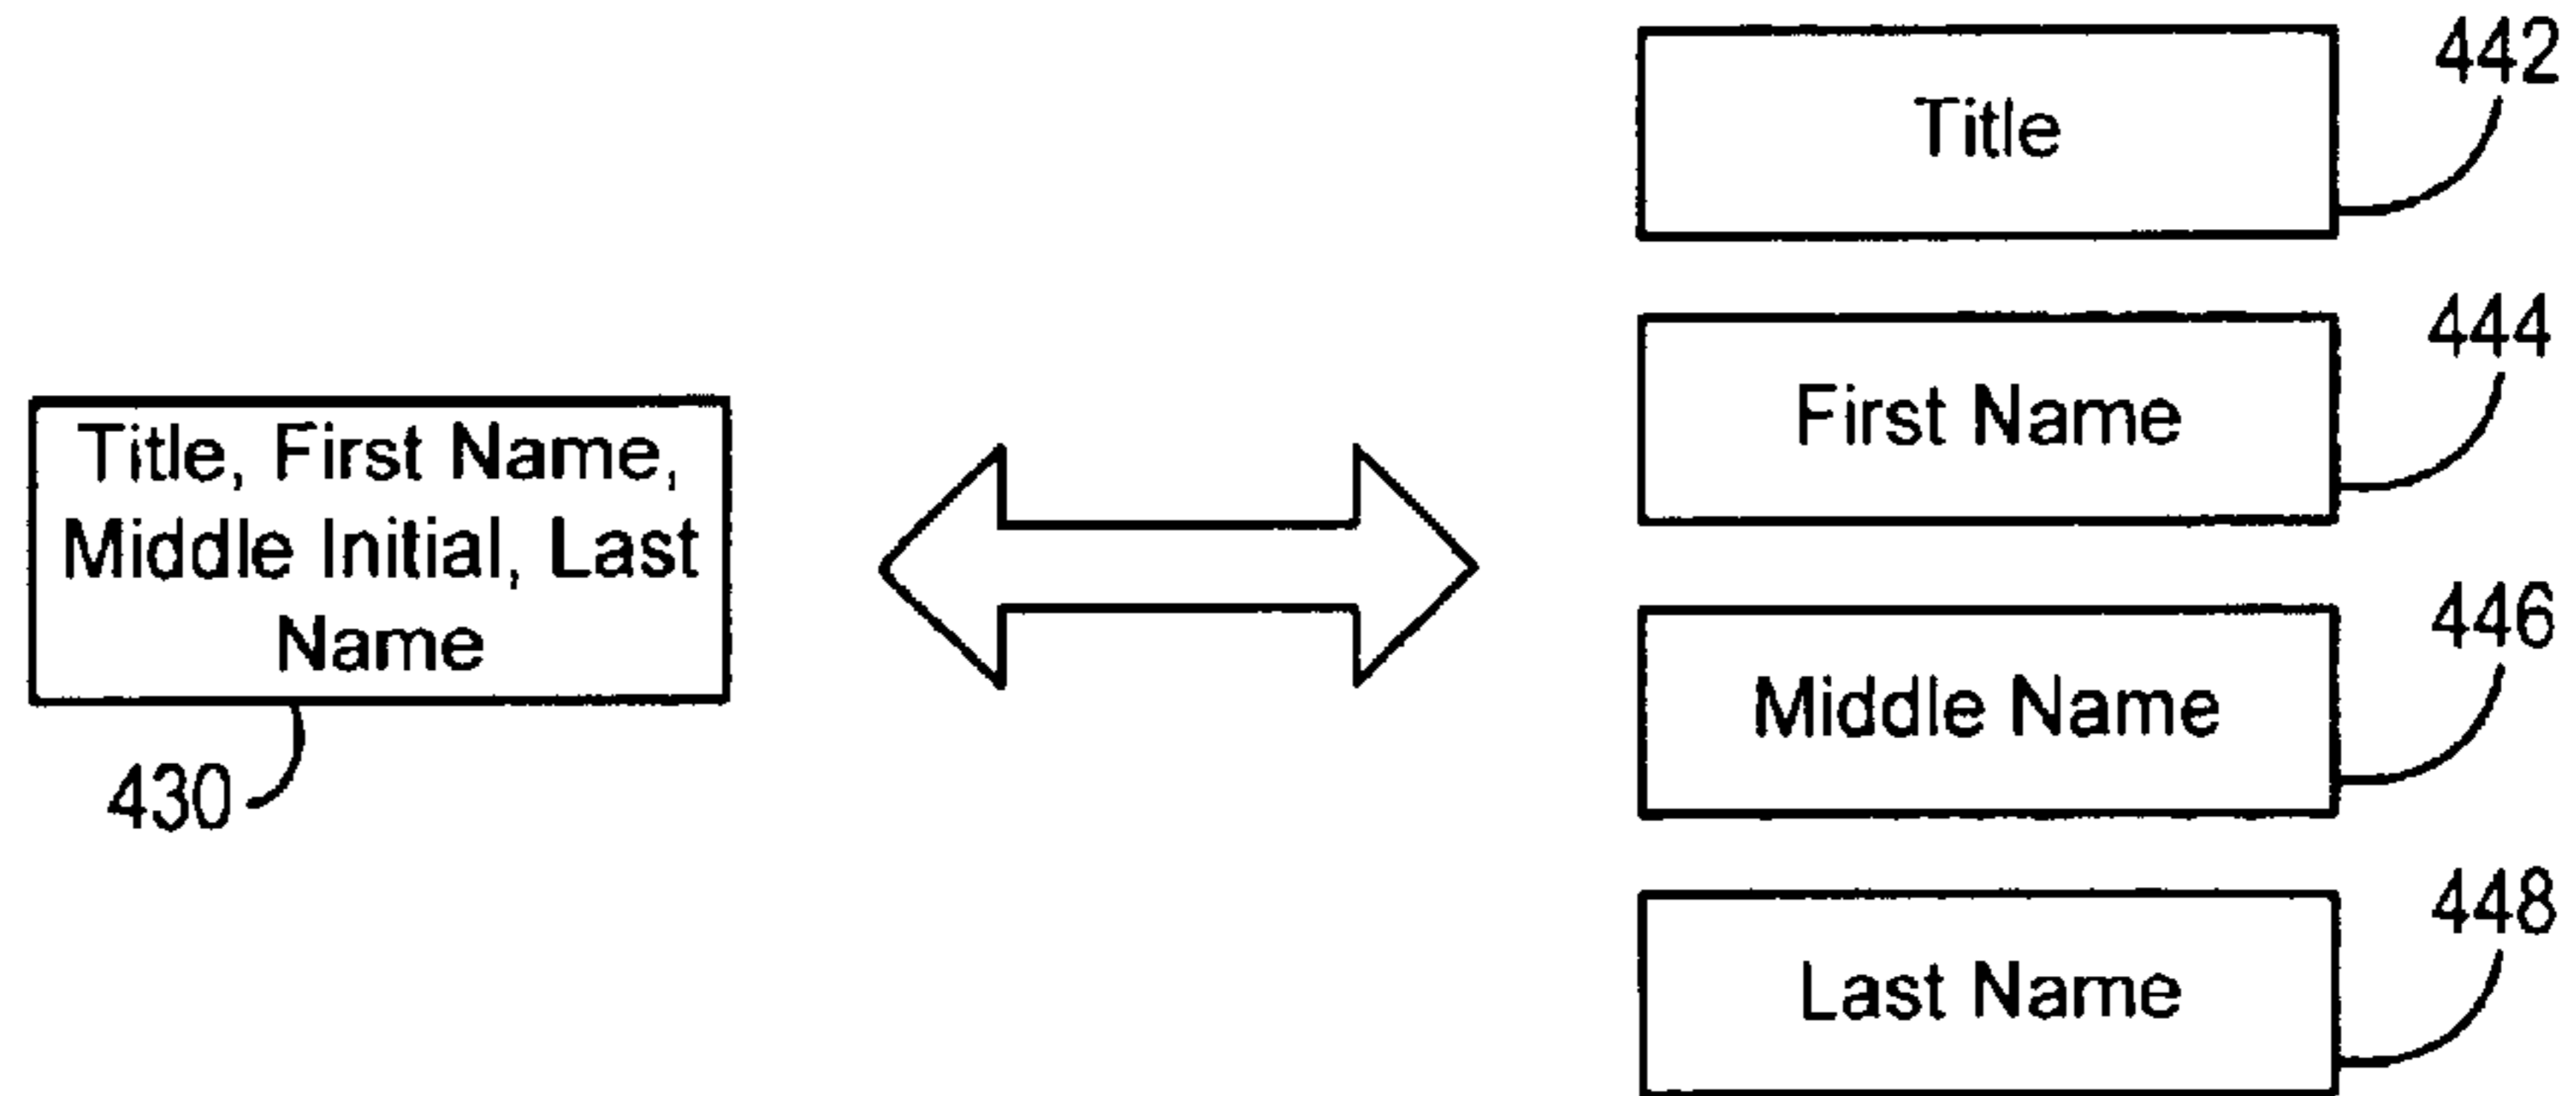 Title, First Name,
Middle Initial, Last
Name
430
Title
442
First Name
444
Middle Name
446
Last Name
448